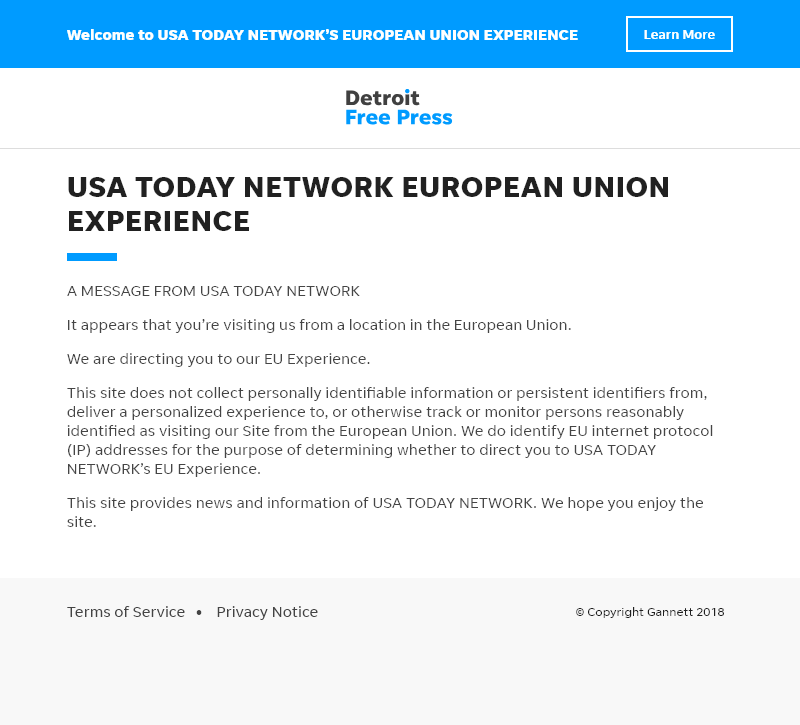 Welcome to USA TODAY NETWORK'S EUROPEAN UNION EXPERIENCE
Learn More
Detroit
Free Press
USA TODAY NETWORK EUROPEAN UNION
EXPERIENCE
A MESSAGE FROM USA TODAY NETWORK
It appears that you’re visiting us from a location in the European Union.
We are directing you to our EU Experience.
This site does not collect personally identifiable information or persistent identifiers from,
deliver a personalized experience to, or otherwise track or monitor persons reasonably
identified as visiting our Site from the European Union. We do identify EU internet protocol
(IP) addresses for the purpose of determining whether to direct you to USA TODAY
NETWORK’s EU Experience.
This site provides news and information of USA TODAY NETWORK. We hope you enjoy the
site.
Terms of Service • Privacy Notice
© Copyright Gannett 2018